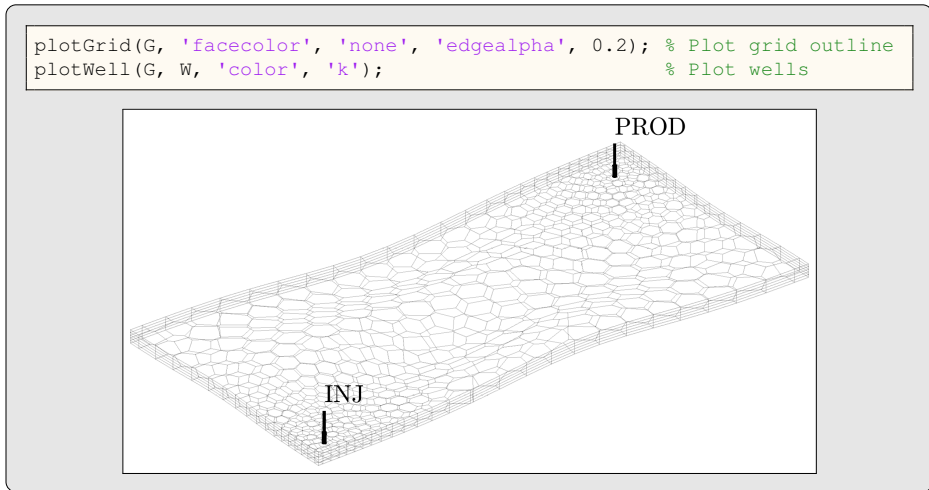 plotGrid(G, 'facecolor', 'none', 'edgealpha', 0.2); % Plot grid outline
plotWell(G, W, 'color', 'k'); % Plot wells
PROD
INJ